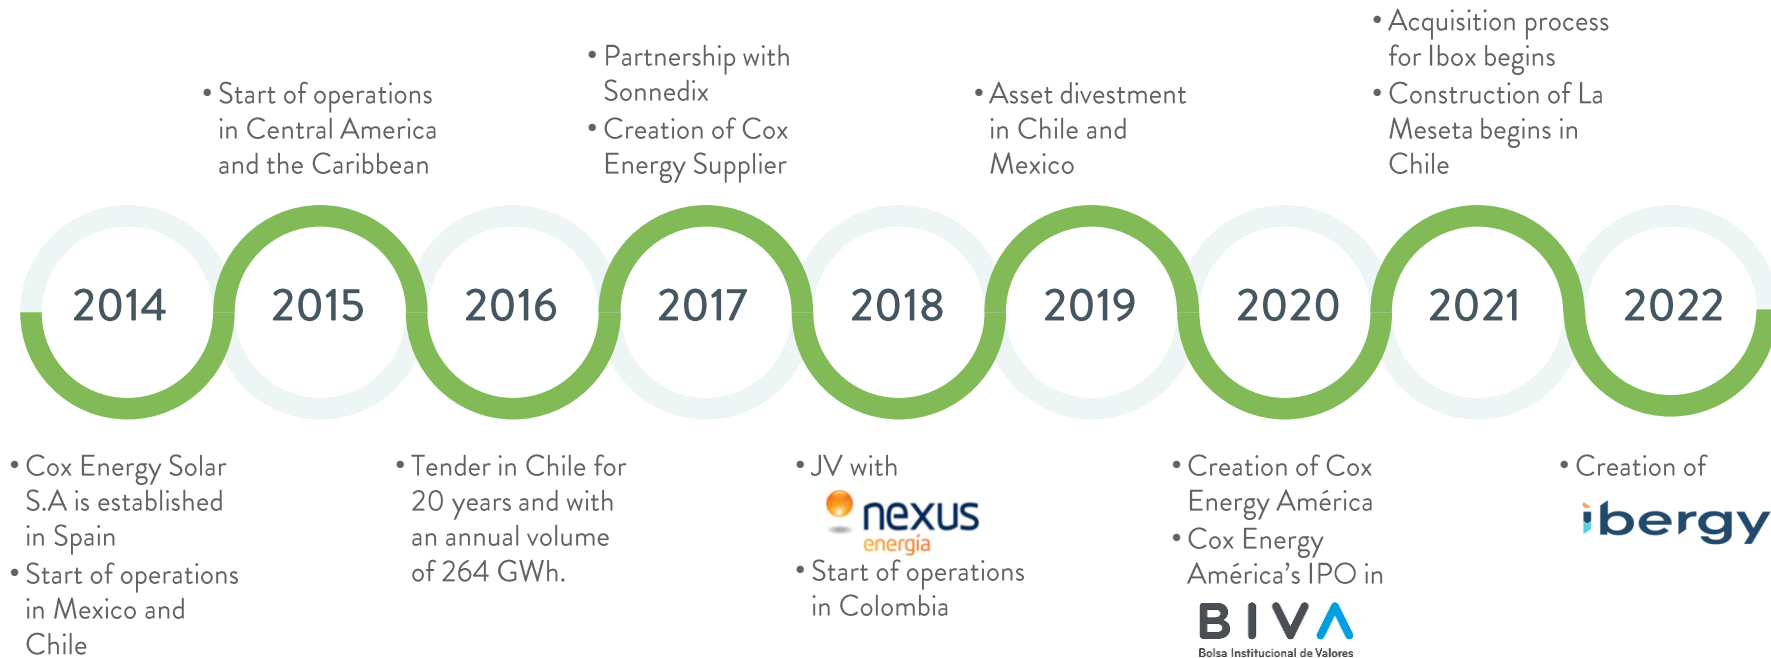 • Start of operations
in Central America
and the Caribbean
• Partnership with
Sonnedix
• Creation of Cox
Energy Supplier
• Asset divestment
in Chile and
Mexico
• Acquisition process
for Ibox begins
• Construction of La
Meseta begins in
Chile
2014
2015
2016
2017
2018
2019
2020
2021
2022
• Cox Energy Solar
S.A is established
in Spain
• Start of operations
in Mexico and
Chile
• Tender in Chile for
20 years and with
an annual volume
of 264 GWh.
• JV with
nexus
energía
• Start of operations
in Colombia
• Creation of Cox
Energy América
• Cox Energy
América’s IPO in
BIVA
Bolsa Institucional de Valores
• Creation of
ibergy